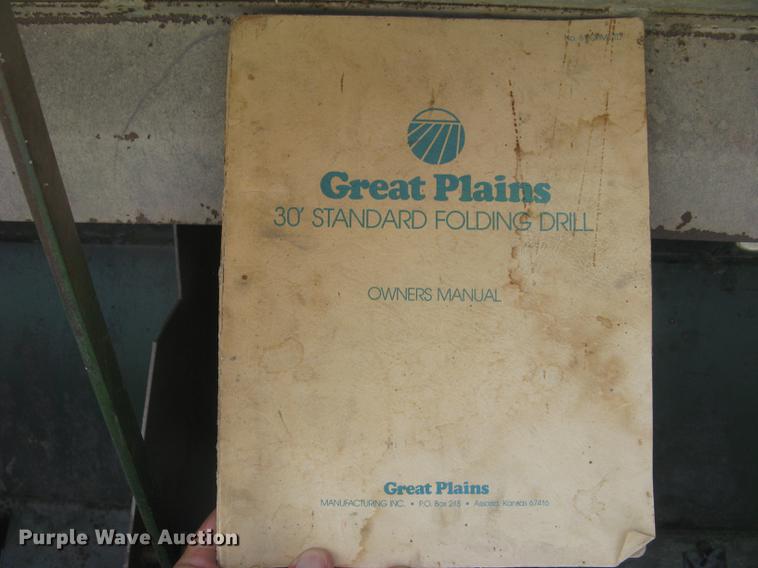 Great Plains
30' STANDARD FOLDING DRILL
OWNERS MANUAL
Great Plains
MANUFACTURING INC. • P.O. Box 218 • Assaria, Kansas 67416
Purple Wave Auction